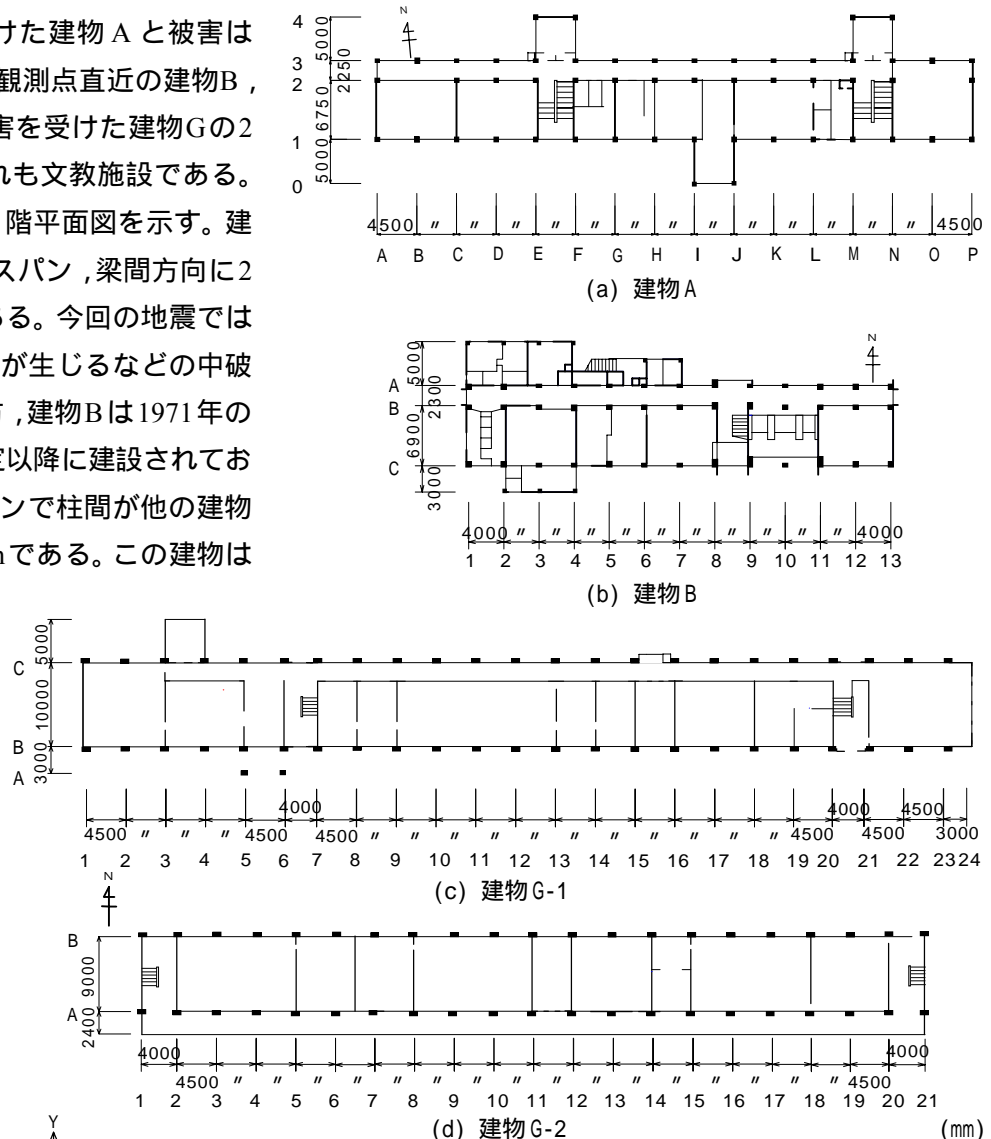 けた建物 A と被害は
観測点直近の建物B ,
害を受けた建物Gの2
れも文教施設である。
階平面図を示す。建
スパン ,梁間方向に2
ある。今回の地震では
が生じるなどの中破
方 ,建物Bは1971年の
定以降に建設されてお
ンで柱間が他の建物
mである。この建物は
N
4
3
2
1
0
5000
2250
6750
5000
4500 〃 〃 〃 〃 〃 〃 〃 〃 〃 〃 〃 〃 〃 4500
A B C D E F G H I J K L M N O P
(a) 建物A
N
A
B
C
5000
2300
6900
3000
4000 〃 〃 〃 〃 〃 〃 〃 〃 〃 〃 4000
1 2 3 4 5 6 7 8 9 10 11 12 13
(b) 建物B
C
B
A
5000
10000
3000
4000 4000 4500
4500 〃 〃 〃 4500 4500 〃 〃 〃 〃 〃 〃 〃 〃 〃 〃 〃 4500 4500 3000
1 2 3 4 5 6 7 8 9 10 11 12 13 14 15 16 17 18 19 20 21 22 23 24
(c) 建物G-1
N
B
A
9000
2400
4000 4000
4500 〃 〃 〃 〃 〃 〃 〃 〃 〃 〃 〃 〃 〃 〃 〃 〃 4500
1 2 3 4 5 6 7 8 9 10 11 12 13 14 15 16 17 18 19 20 21
Y
(d) 建物G-2 (mm)